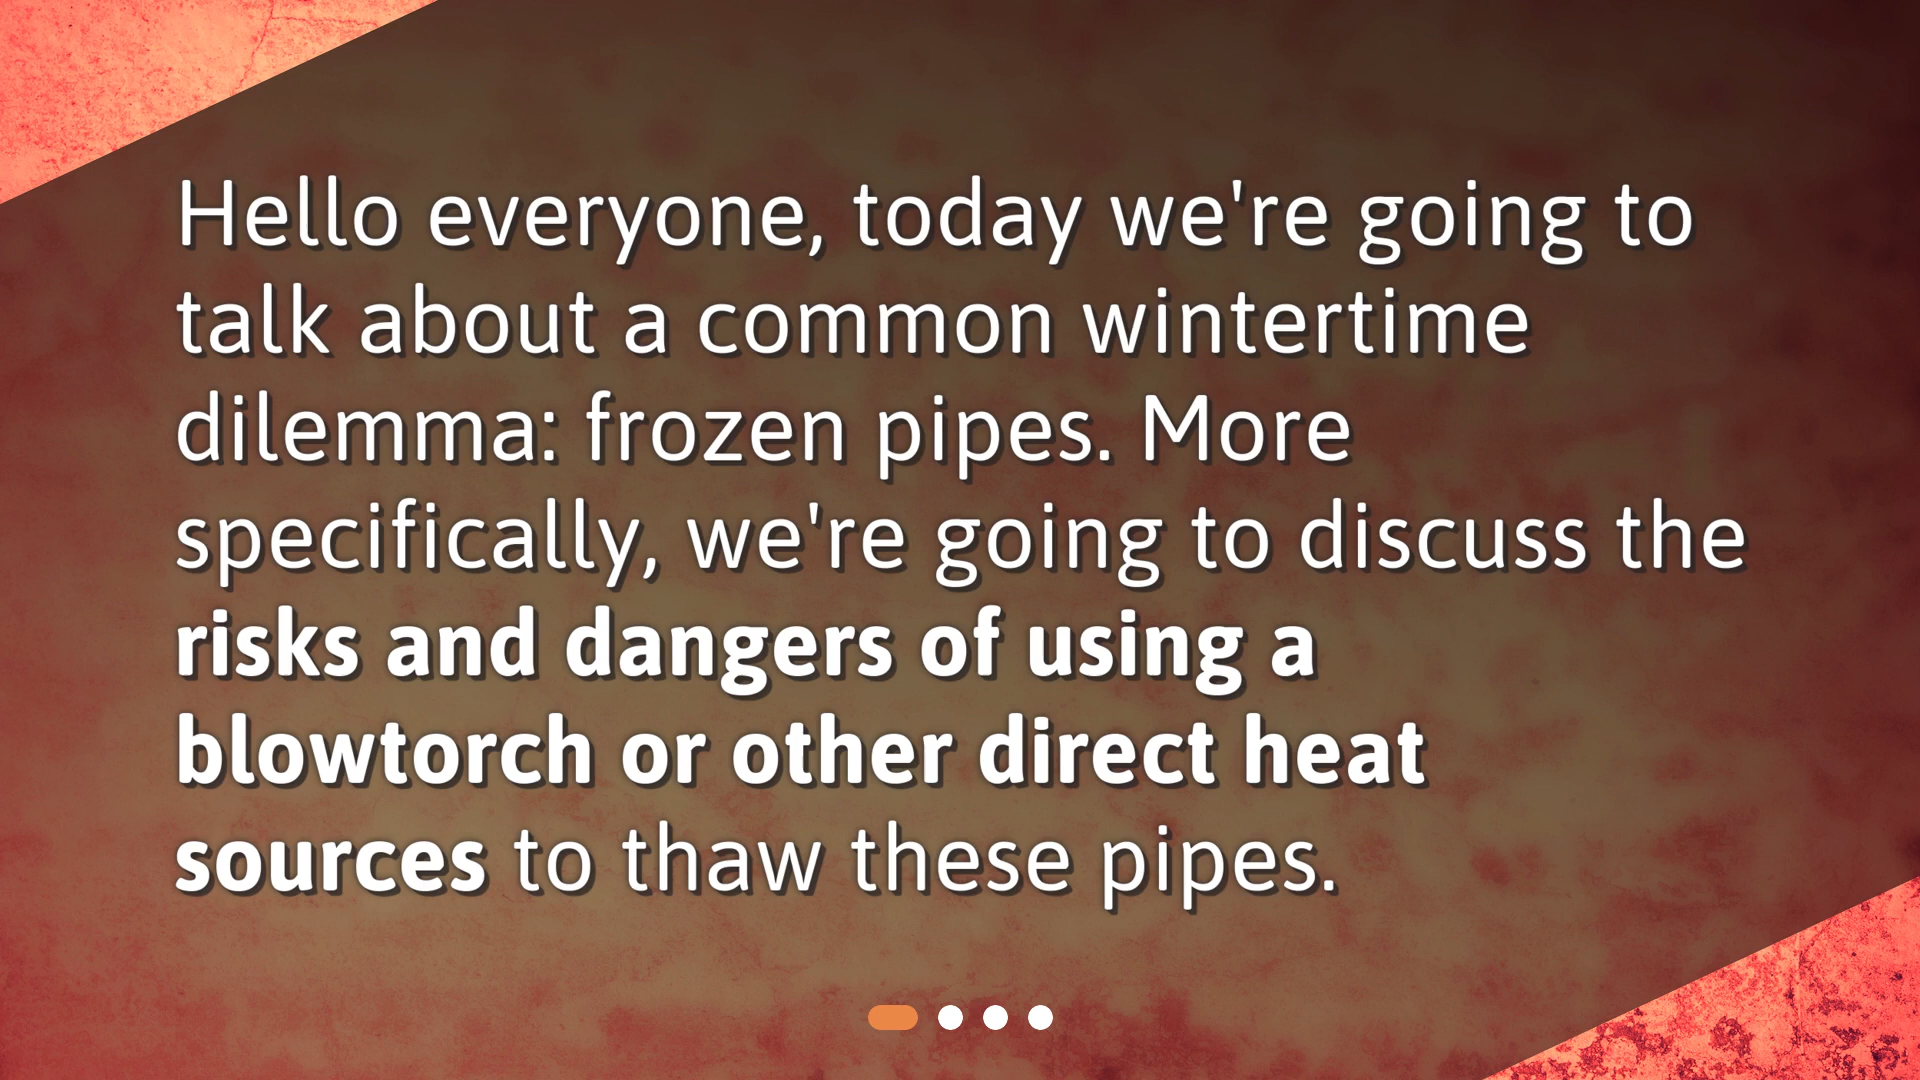 Hello everyone, today we're going to
talk about a common wintertime
dilemma: frozen pipes. More
specifically, we're going to discuss the
risks and dangers of using a
blowtorch or other direct heat
sources to thaw these pipes.